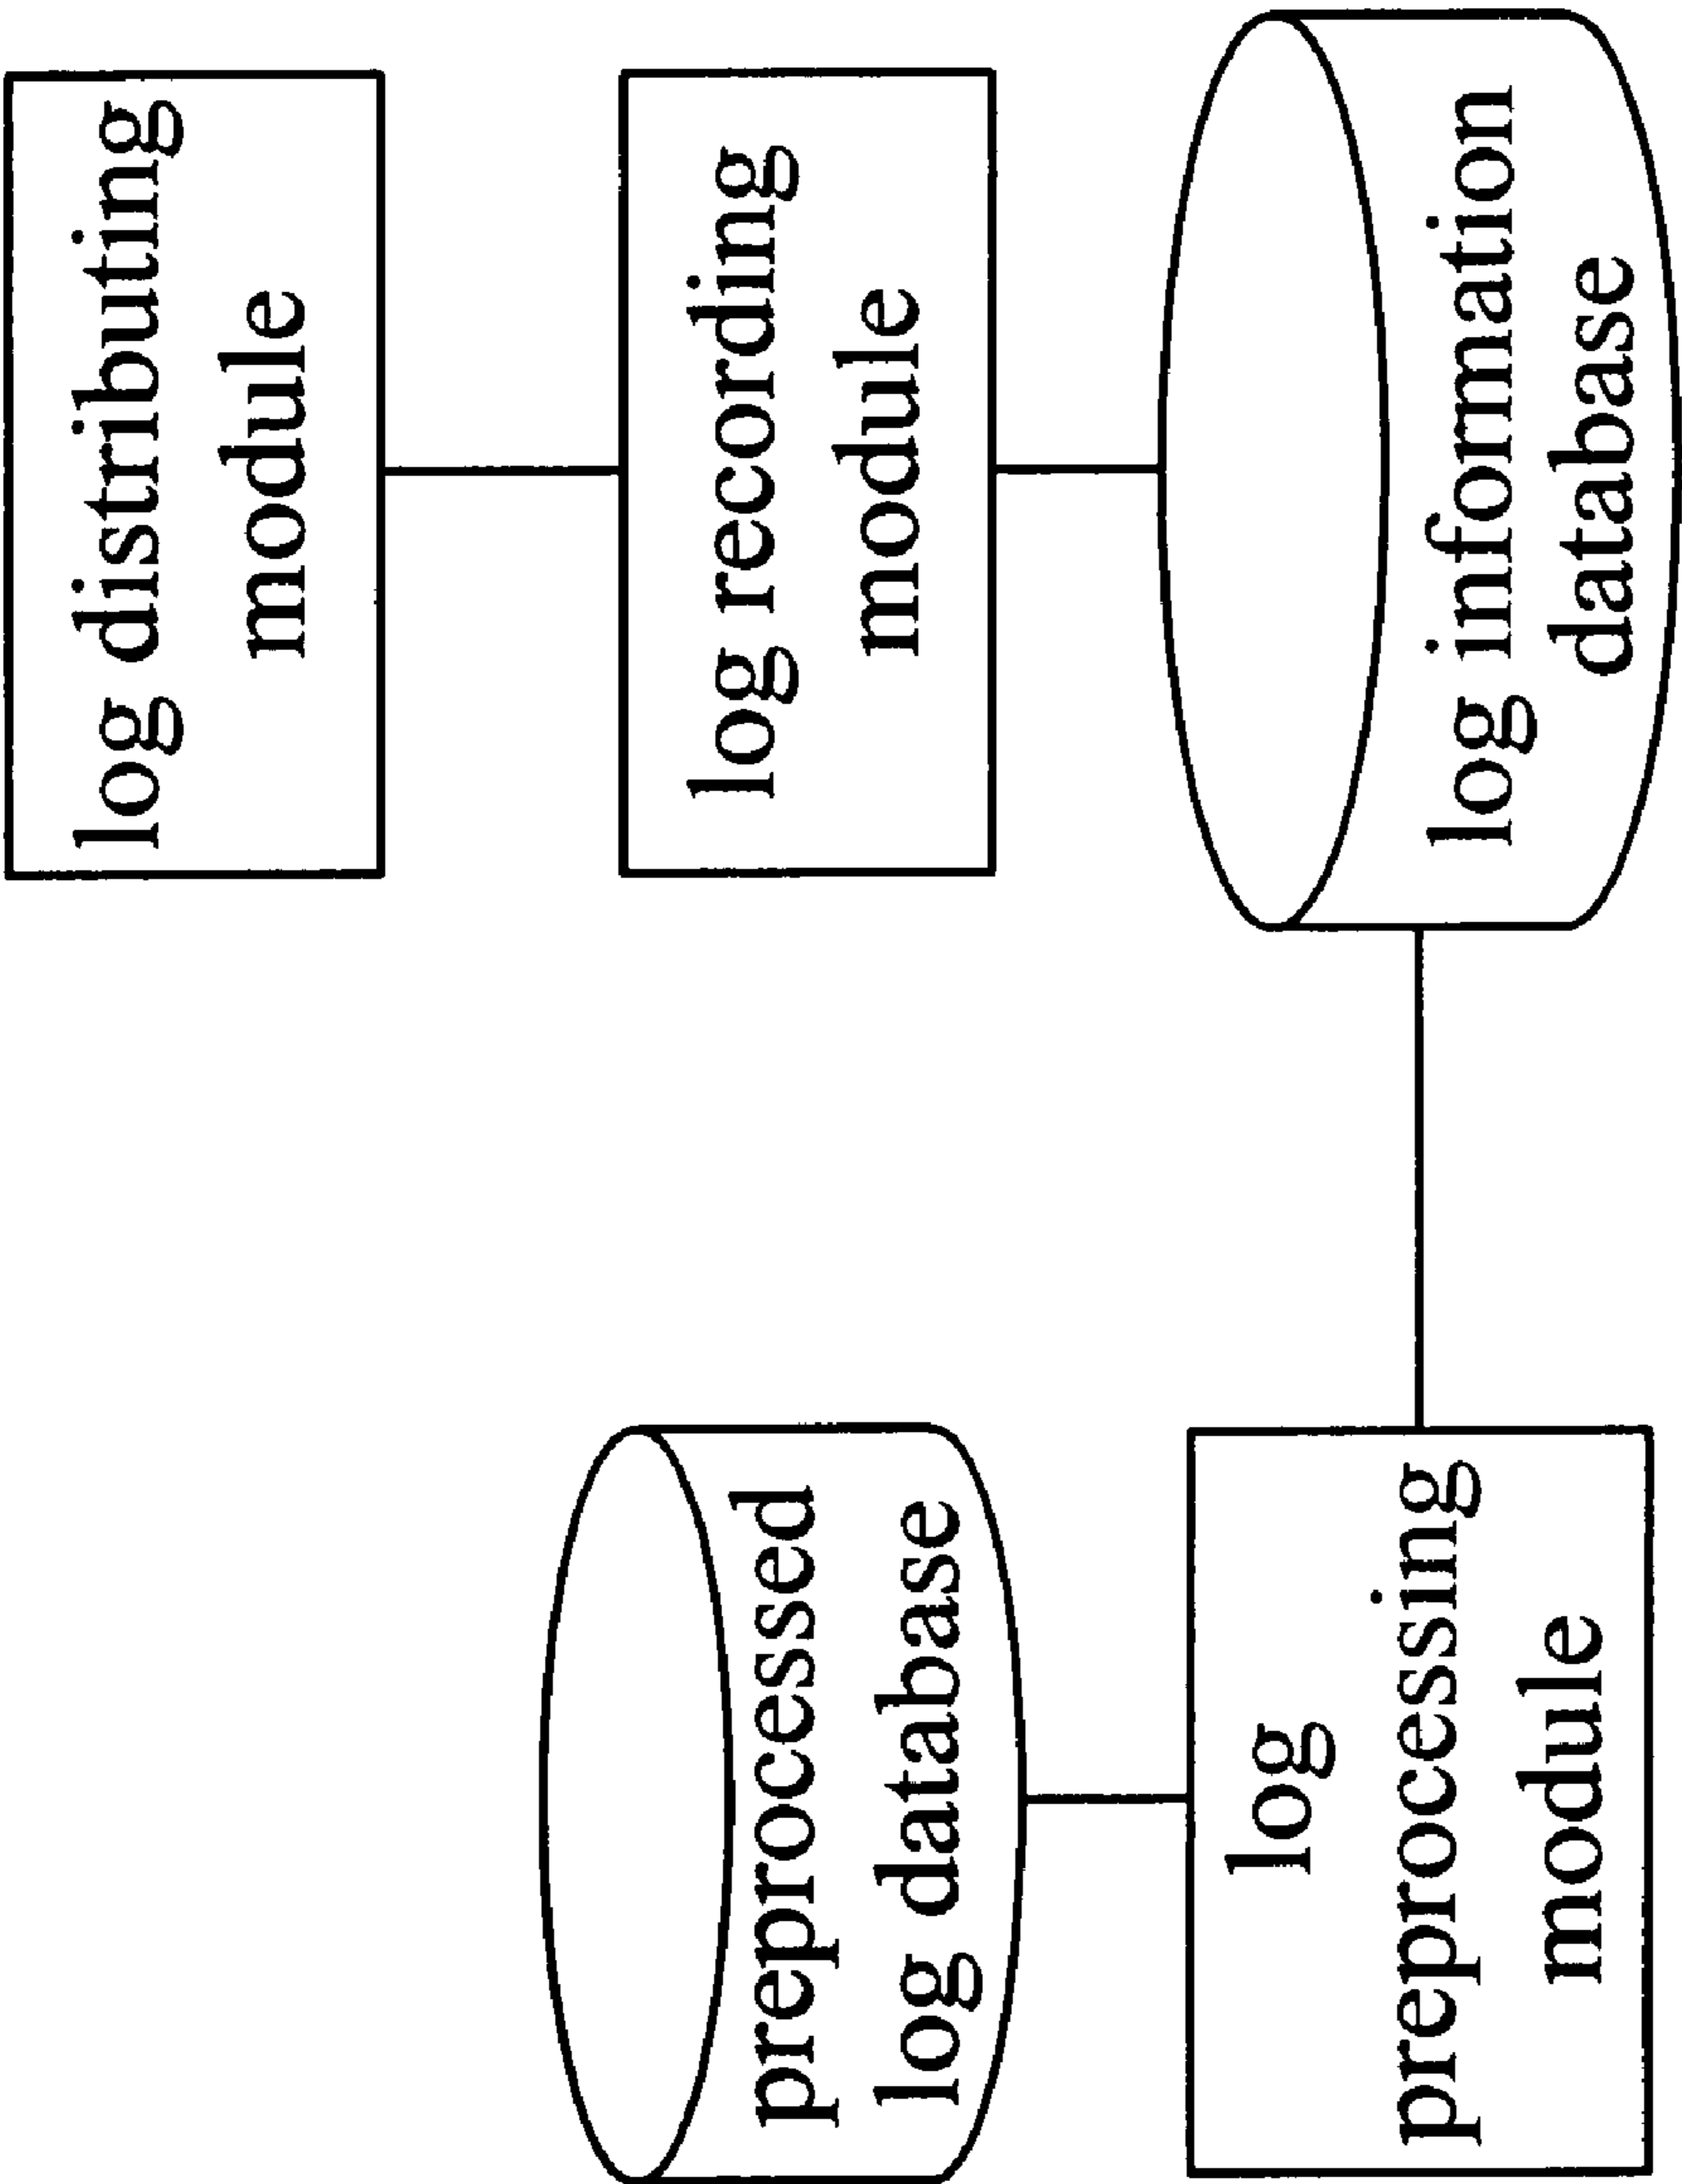 log distributing
module
log recording
module
log information
database
preprocessed
log database
log
preprocessing
module